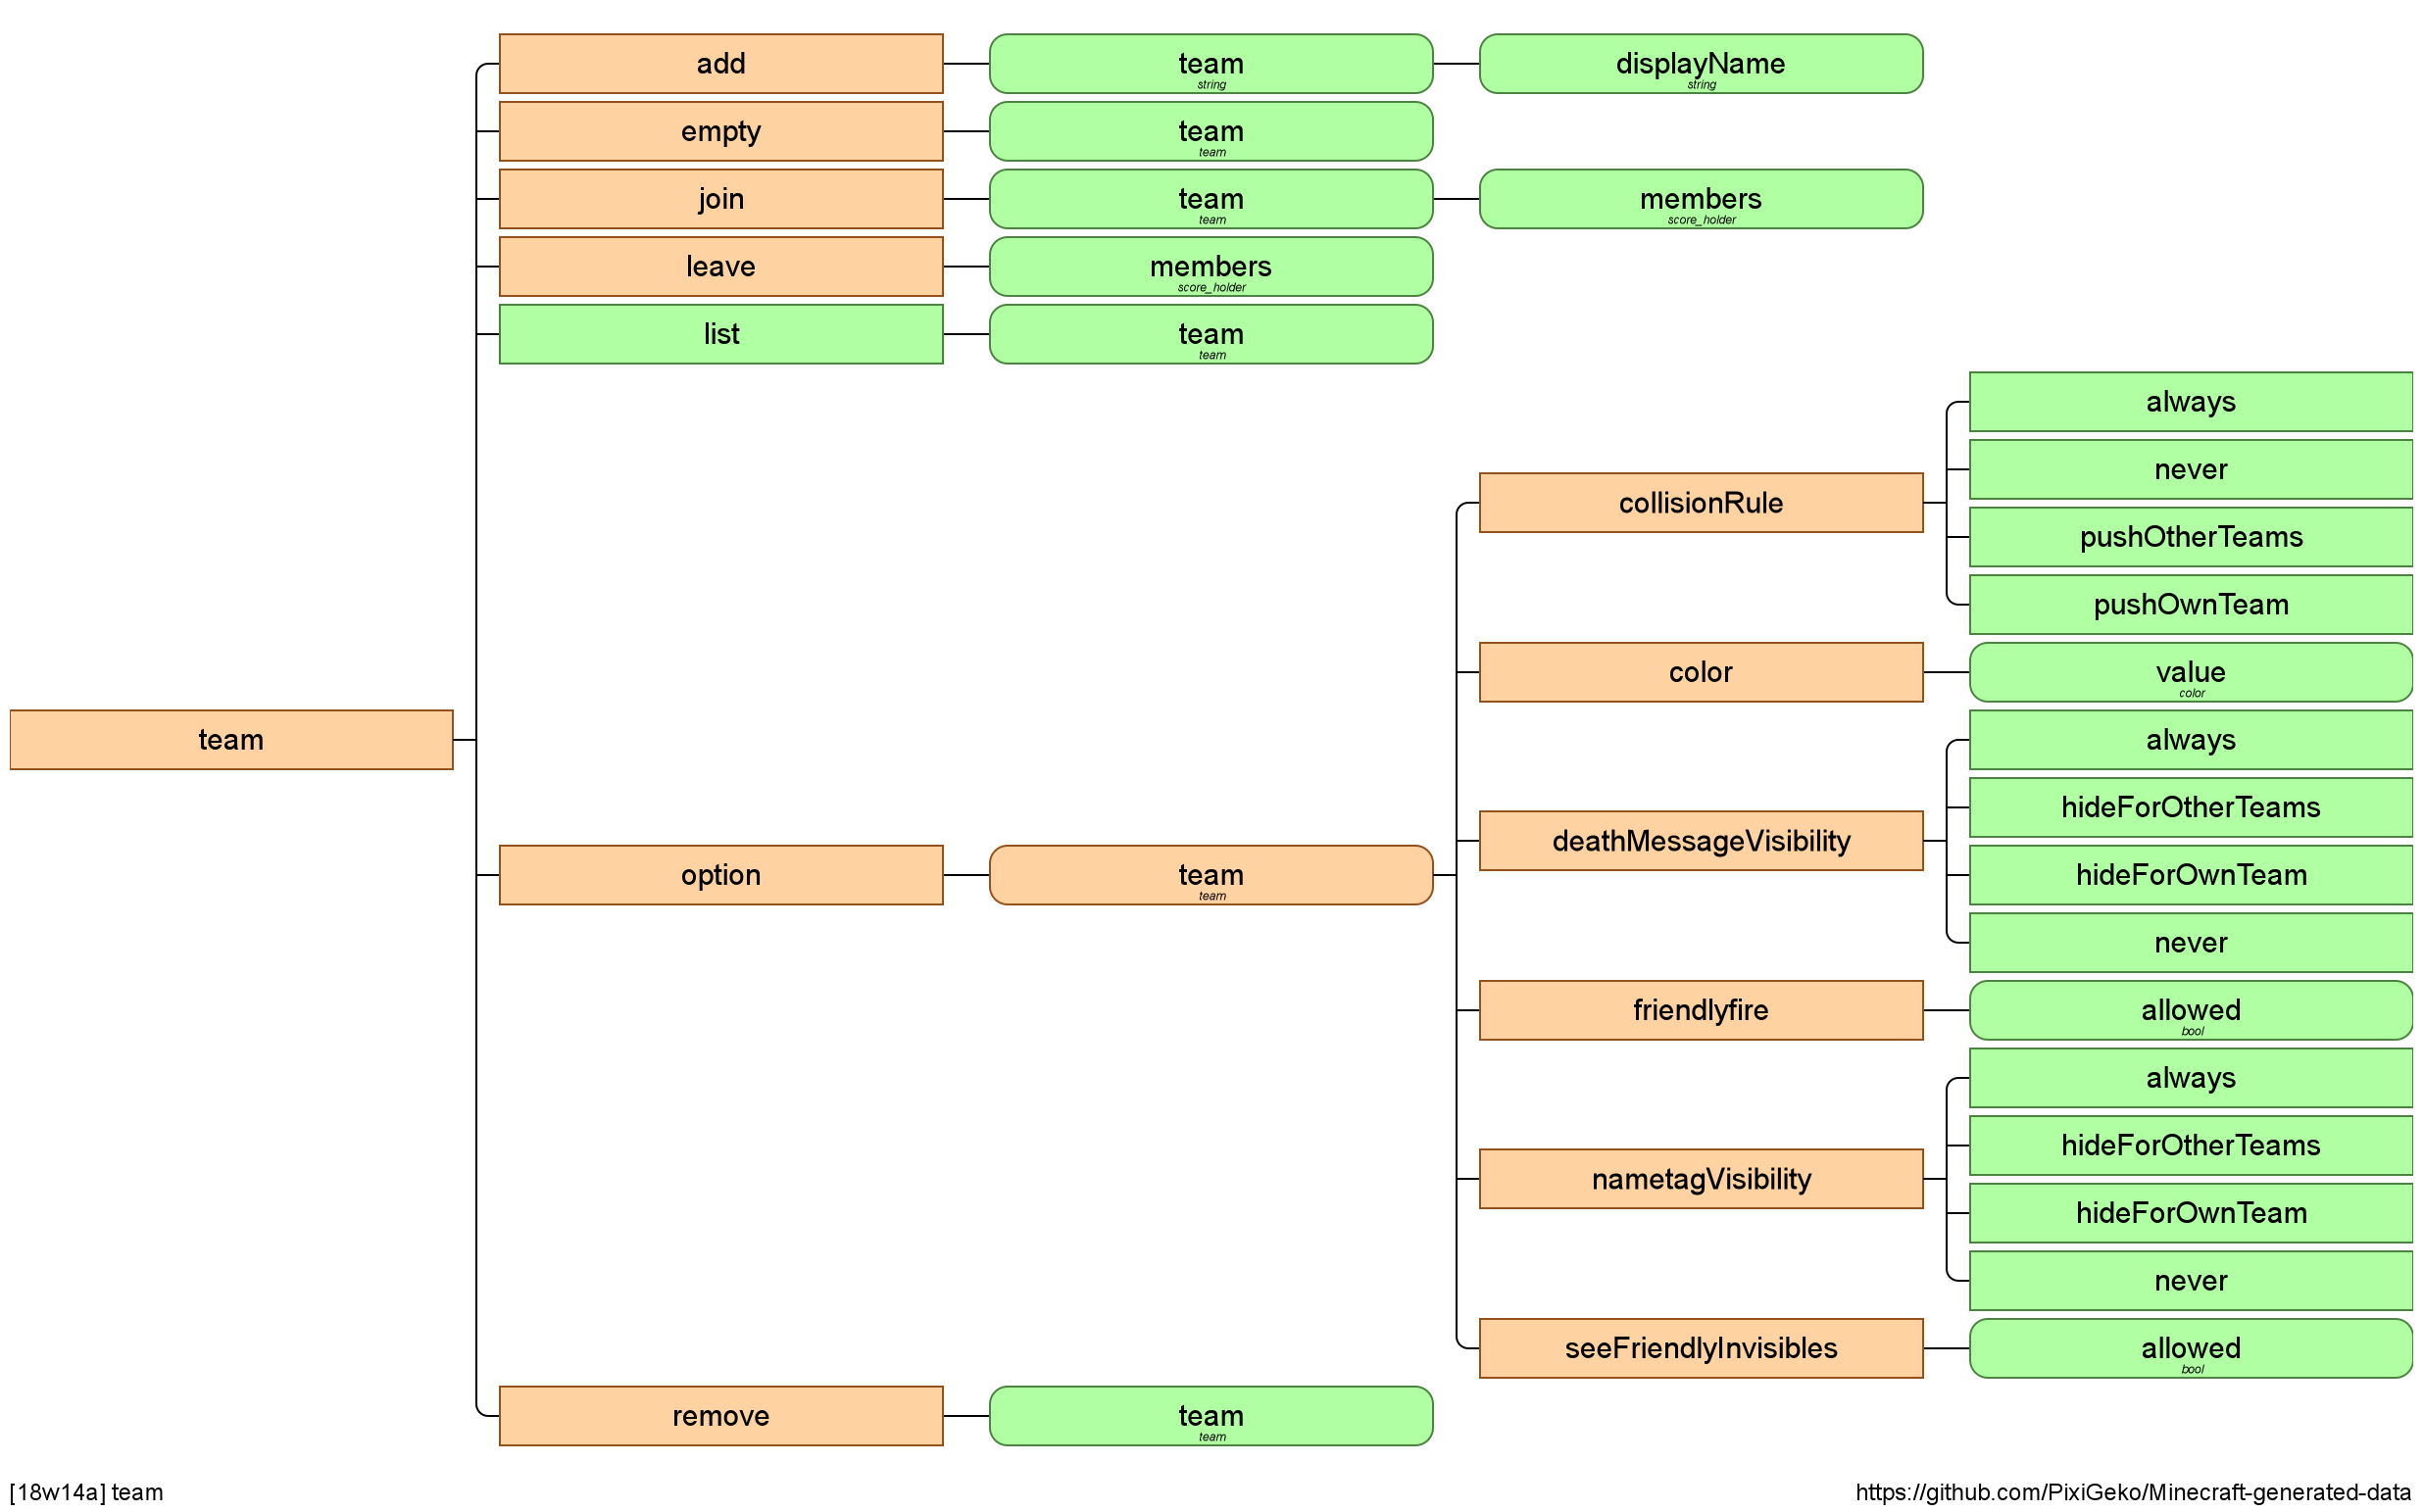 add
team
string
displayName
string
empty
team
team
join
team
team
members
score_holder
leave
members
score_holder
list
team
team
always
never
collisionRule
pushOtherTeams
pushOwnTeam
color
value
color
team
always
hideForOtherTeams
deathMessageVisibility
option
team
team
hideForOwnTeam
never
friendlyfire
allowed
bool
always
hideForOtherTeams
nametagVisibility
hideForOwnTeam
never
seeFriendlyInvisibles
allowed
bool
remove
team
team
[18w14a] team
https://github.com/PixiGeko/Minecraft-generated-data